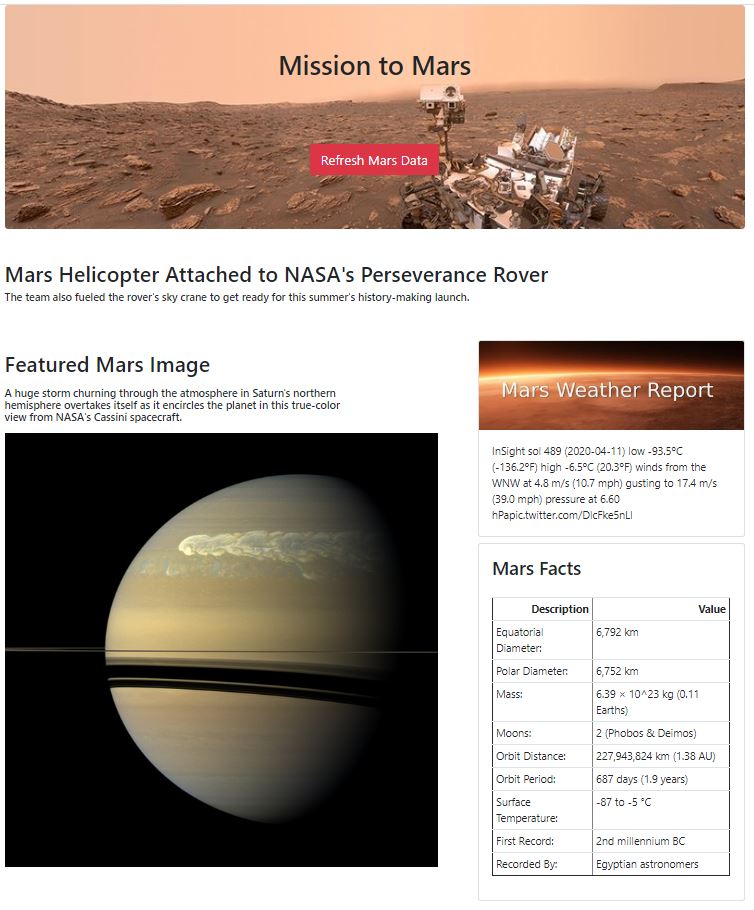 Mission to Mars
Refresh Mars Data
Mars Helicopter Attached to NASA's Perseverance Rover
The team also fueled the rover's sky crane to get ready for this summer's history-making launch.
Featured Mars Image
A huge storm churning through the atmosphere in Saturn's northern
hemisphere overtakes itself as it encircles the planet in this true-color
view from NASA's Cassini spacecraft.
Mars Weather Report
InSight sol 489 (2020-04-11) low -93.5ºC
(-136.2ºF) high -6.5ºC (20.3ºF) winds from the
WNW at 4.8 m/s (10.7 mph) gusting to 17.4 m/s
(39.0 mph) pressure at 6.60
hPapic.twitter.com/DlcFke5nLl
Mars Facts
Description Value
Equatorial 6,792 km
Diameter:
Polar Diameter: 6,752 km
Mass: 6.39 × 10^23 kg (0.11
Earths)
Moons: 2 (Phobos & Deimos)
Orbit Distance: 227,943,824 km (1.38 AU)
Orbit Period: 687 days (1.9 years)
Surface -87 to -5 °C
Temperature:
First Record: 2nd millennium BC
Recorded By: Egyptian astronomers